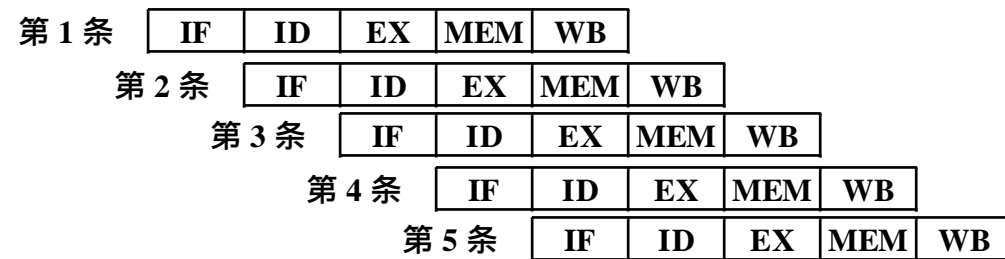 第 1 条 IF ID EX MEM WB
第 2 条 IF ID EX MEM WB
第 3 条 IF ID EX MEM WB
第 4 条 IF ID EX MEM WB
第 5 条 IF ID EX MEM WB